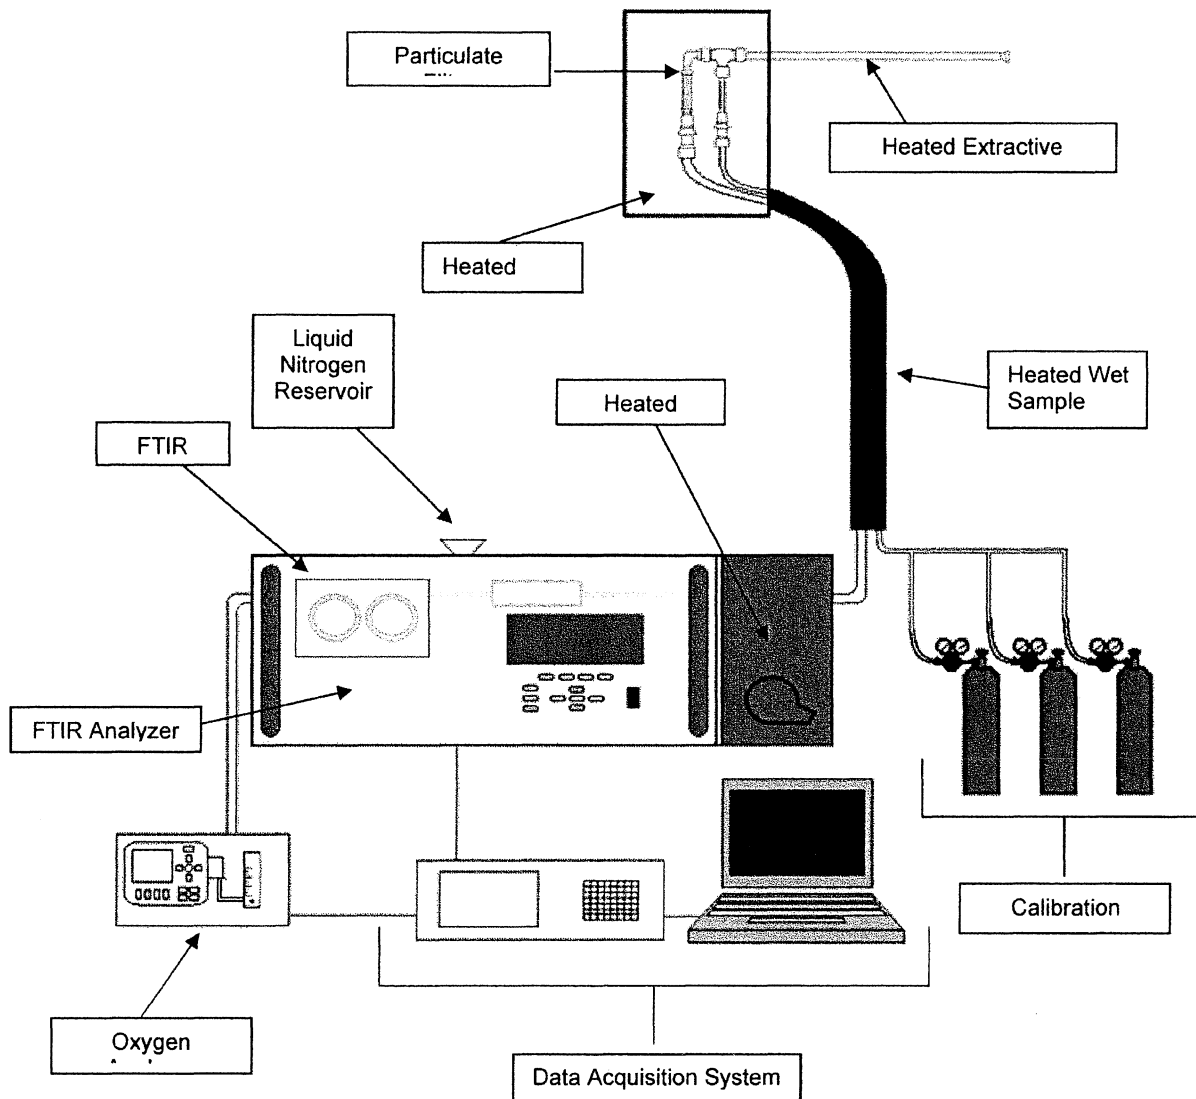 Particulate
Heated Extractive
Heated
Liquid
Nitrogen
Reservoir
Heated
Heated Wet
Sample
FTIR
FTIR Analyzer
Calibration
Oxygen
Data Acquisition System